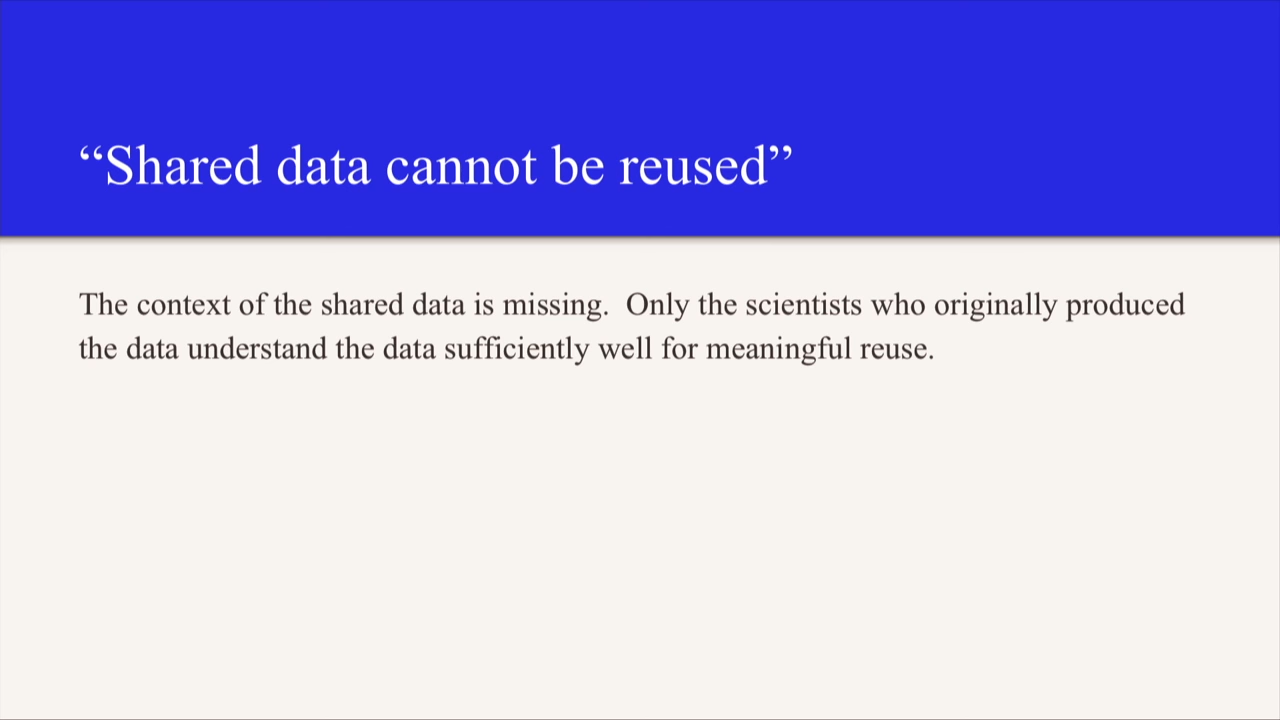 “Shared data cannot be reused”
The context of the shared data is missing.  Only the scientists who originally produced
the data understand the data sufficiently well for meaningful reuse.